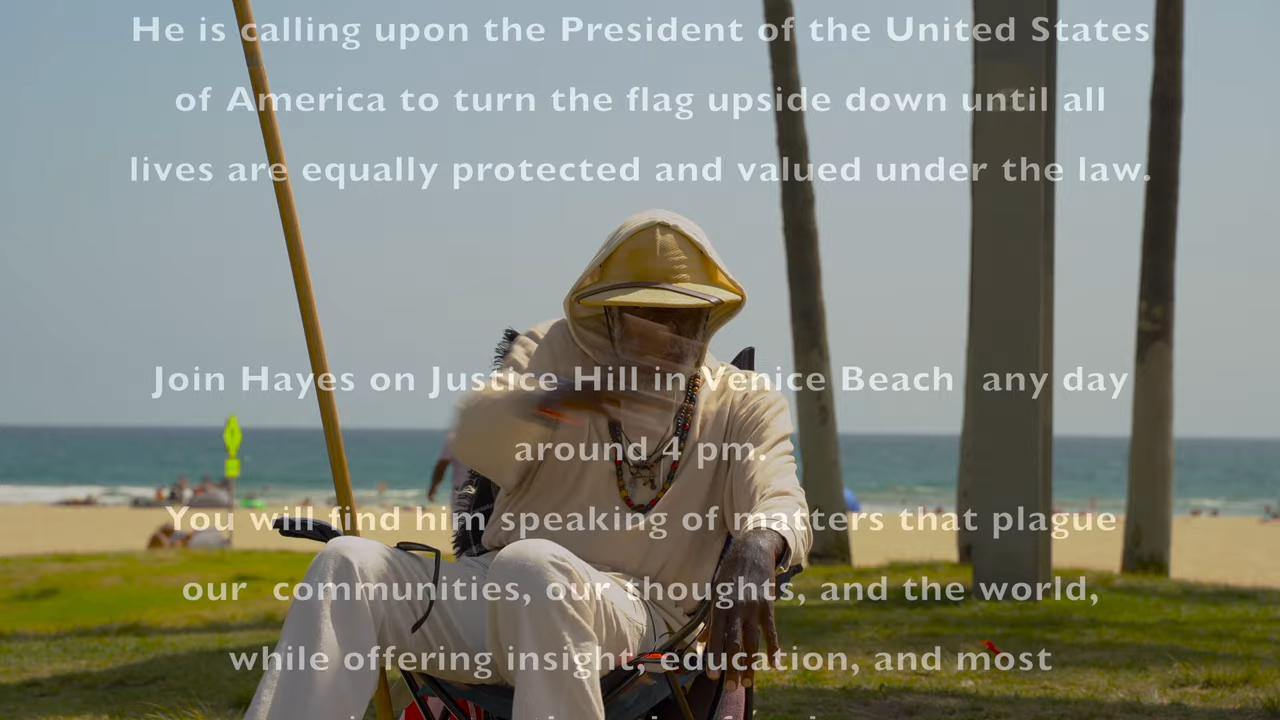 He is calling upon the President of the United States
of America to turn the flag upside down until all
lives are equally protected and valued under the law.
Join Hayes on Justice Hill in Venice Beach any day
around 4 pm.
You will find him speaking of matters that plague
our communities, our thoughts, and the world,
while offering insight, education, and most